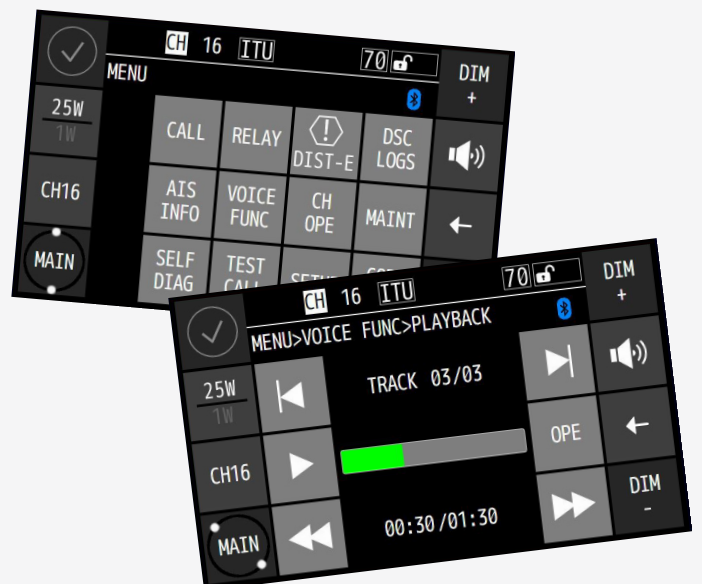 CH 16 ITU 70
DIM
+
MENU
25W
1W
CALL RELAY DIST-E DSC LOGS
CH16
AIS INFO VOICE FUNC CH OPE MAINT
MAIN
SELF DIAG TEST
CH 16 ITU 70
DIM
+
MENU>VOICE FUNC>PLAYBACK
25W
1W
TRACK 03/03
CH16
OPE
DIM
-
MAIN
00:30/01:30